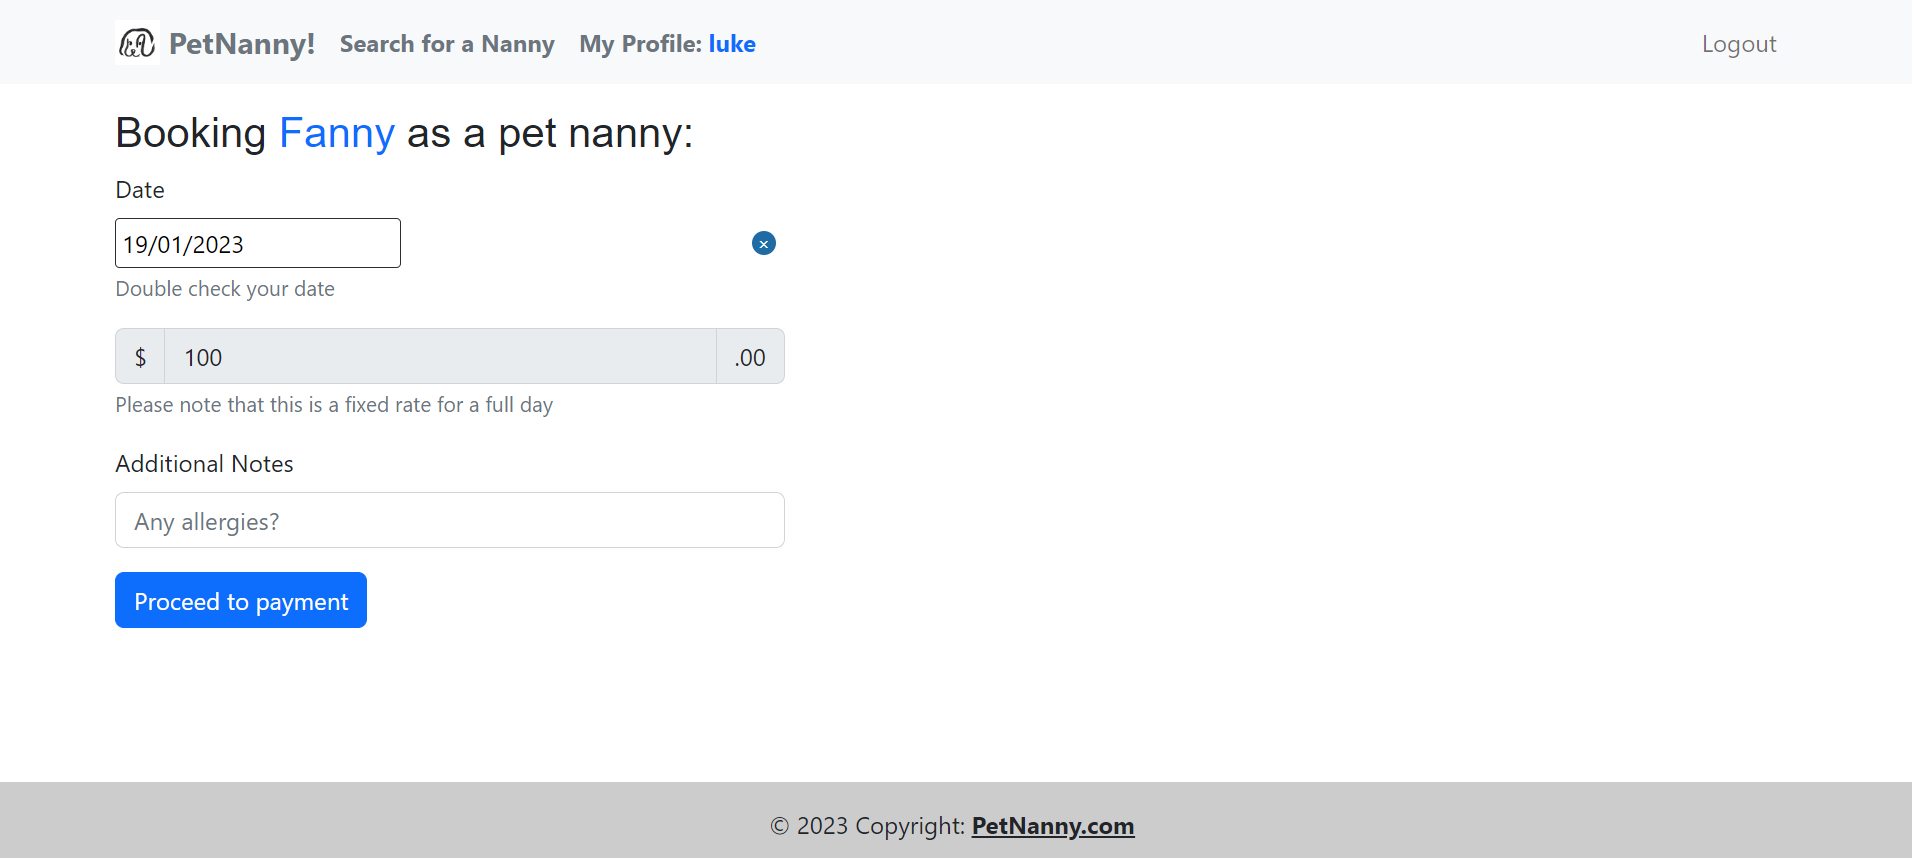 PetNanny! Search for a Nanny My Profile: luke Logout
Booking Fanny as a pet nanny:
Date
19/01/2023
×
Double check your date
$ 100 .00
Please note that this is a fixed rate for a full day
Additional Notes
Any allergies?
Proceed to payment
© 2023 Copyright: PetNanny.com